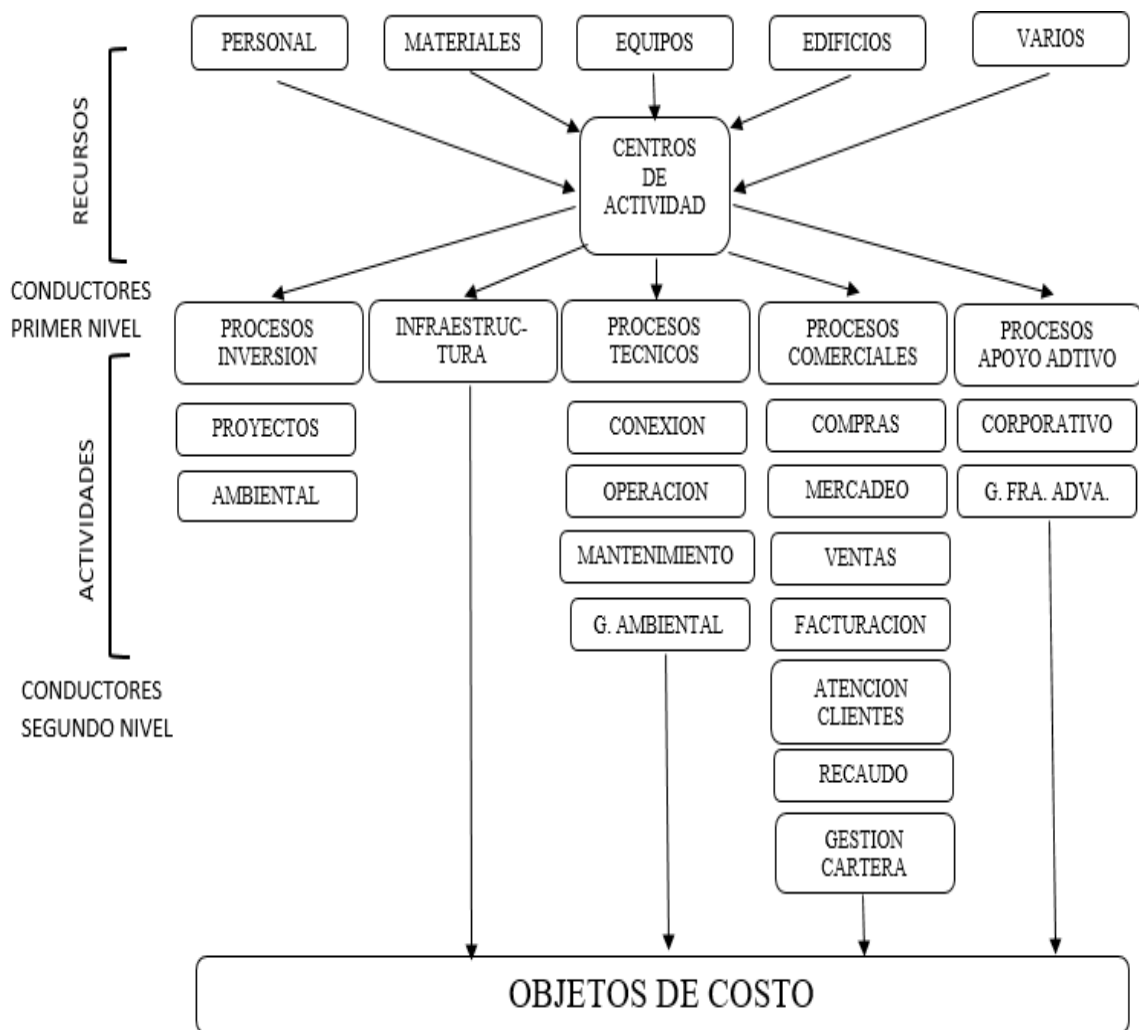 PERSONAL
MATERIALES
EQUIPOS
EDIFICIOS
VARIOS
RECURSOS
CENTROS
DE
ACTIVIDAD
CONDUCTORES
PRIMER NIVEL
PROCESOS
INVERSION
INFRAESTRUC-
TURA
PROCESOS
TECNICOS
PROCESOS
COMERCIALES
PROCESOS
APOYO ADTIVO
ACTIVIDADES
PROYECTOS
AMBIENTAL
CONEXION
OPERACION
MANTENIMIENTO
G. AMBIENTAL
COMPRAS
MERCADEO
VENTAS
FACTURACION
ATENCION
CLIENTES
RECAUDO
GESTION
CARTERA
CORPORATIVO
G. FRA. ADVA.
CONDUCTORES
SEGUNDO NIVEL
OBJETOS DE COSTO